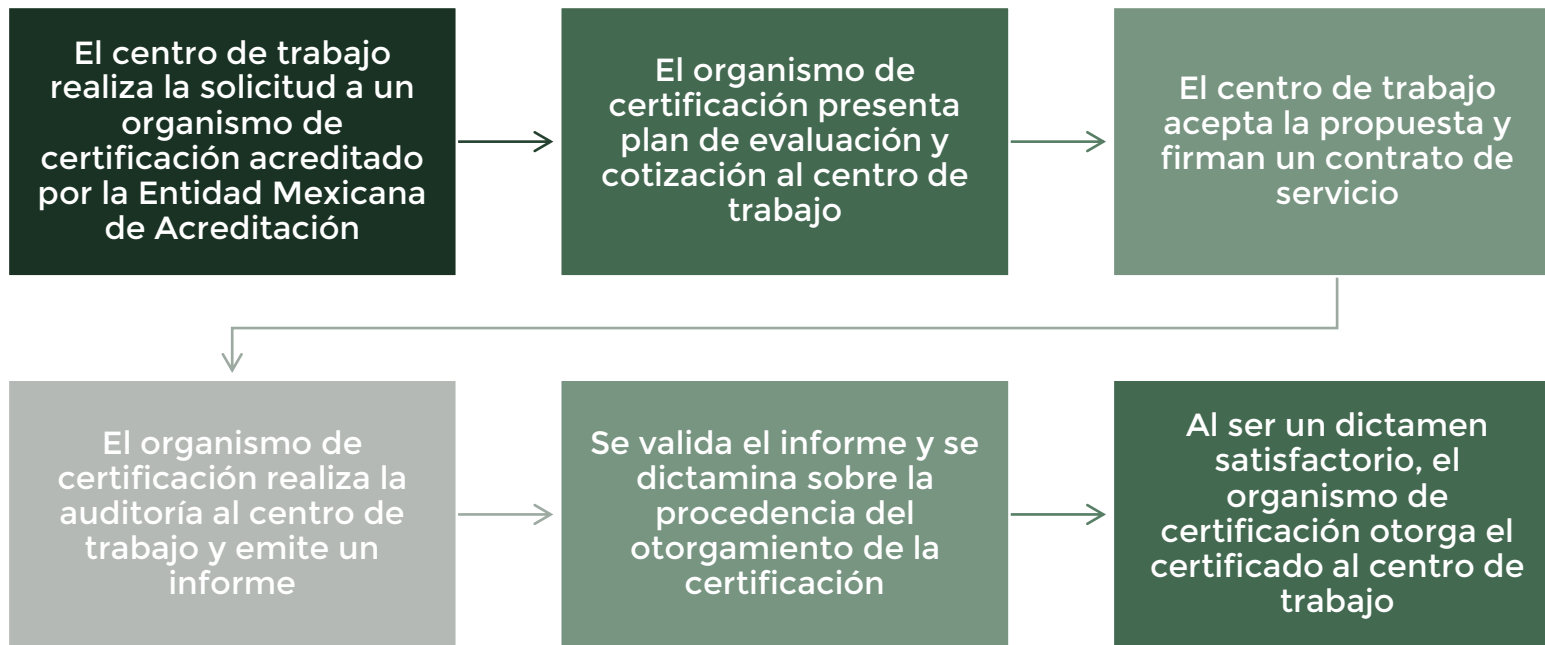 El centro de trabajo
realiza la solicitud a un
organismo de
certificación acreditado
por la Entidad Mexicana
de Acreditación
El organismo de
certificación presenta
plan de evaluación y
cotización al centro de
trabajo
El centro de trabajo
acepta la propuesta y
firman un contrato de
servicio
El organismo de
certificación realiza la
auditoría al centro de
trabajo y emite un
informe
Se valida el informe y se
dictamina sobre la
procedencia del
otorgamiento de la
certificación
Al ser un dictamen
satisfactorio, el
organismo de
certificación otorga el
certificado al centro de
trabajo